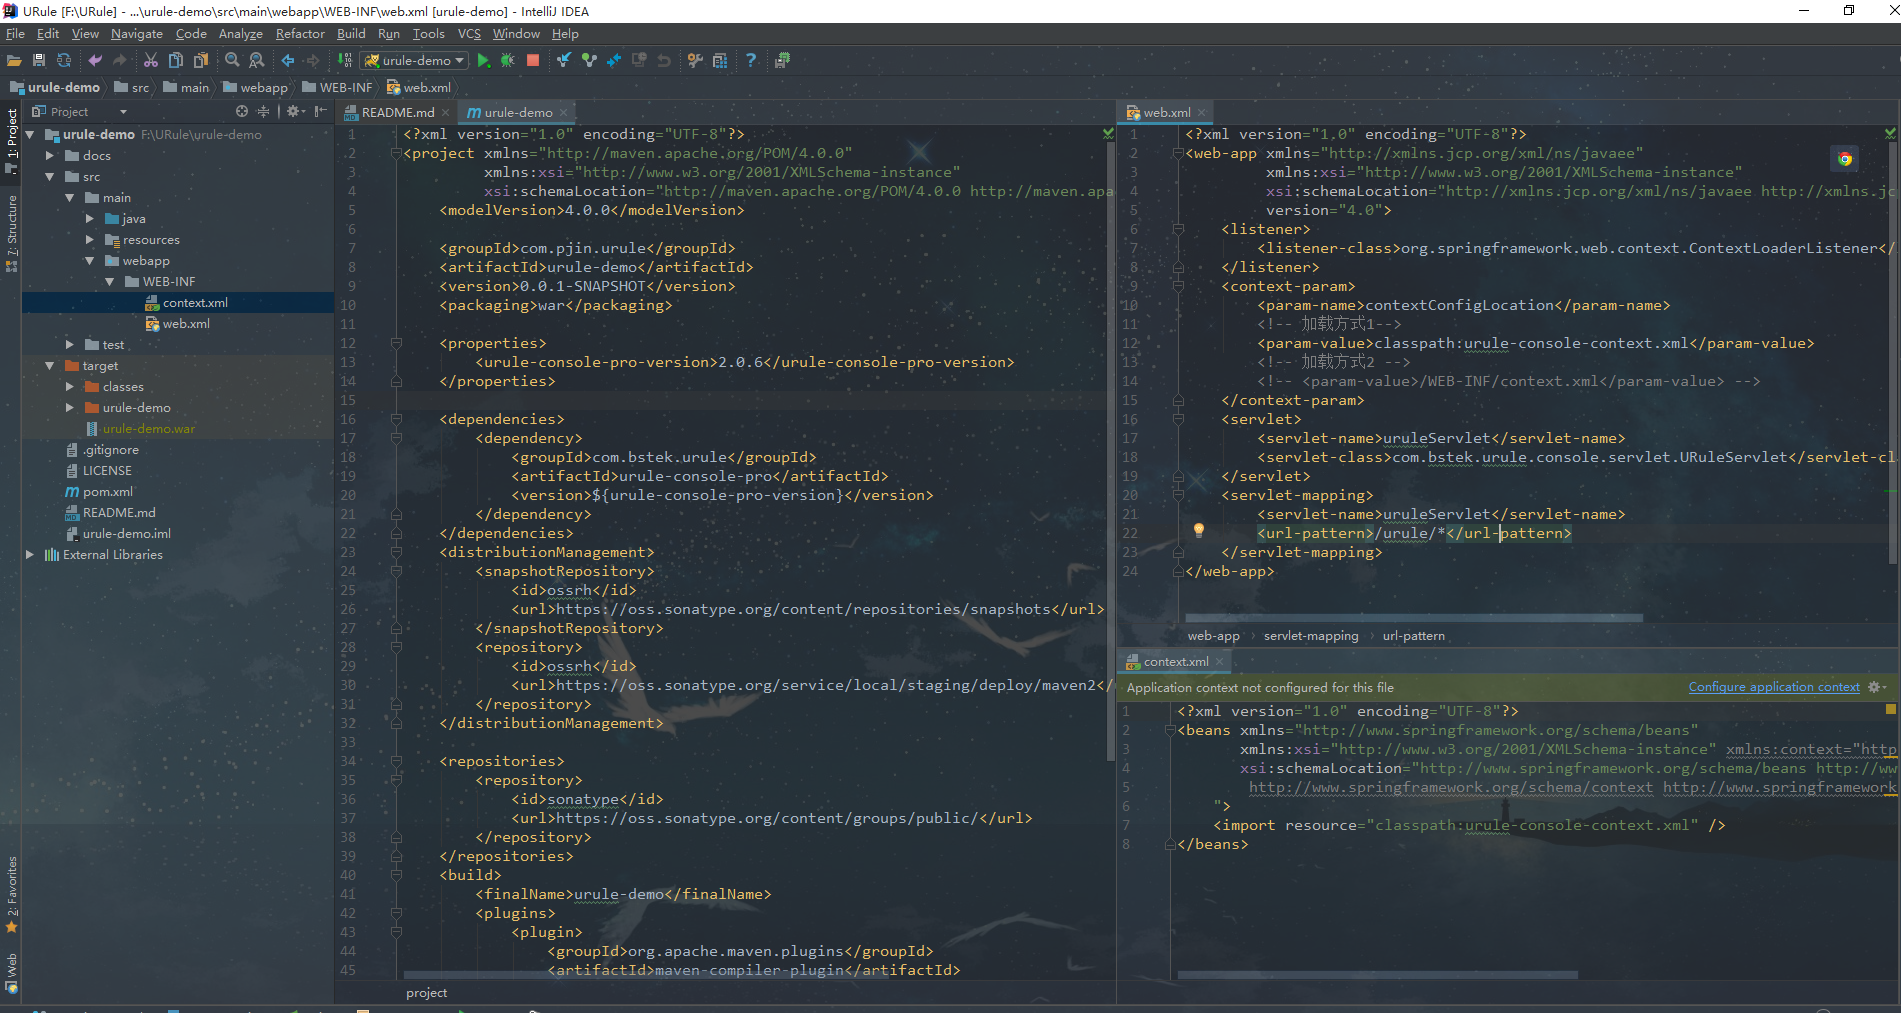 URule [F:\URule] - ...\urule-demo\src\main\webapp\WEB-INF\web.xml [urule-demo] - IntelliJ IDEA
File Edit View Navigate Code Analyze Refactor Build Run Tools VCS Window Help
urule-demo
urule-demo src main webapp WEB-INF web.xml
1: Project
7: Structure
2: Favorites
Web
Project
urule-demo F:\URule\urule-demo
docs
src
main
java
resources
webapp
WEB-INF
context.xml
web.xml
test
target
classes
urule-demo
urule-demo.war
.gitignore
LICENSE
pom.xml
README.md
urule-demo.iml
External Libraries
README.md urule-demo
1 <?xml version="1.0" encoding="UTF-8"?>
2 <project xmlns="http://maven.apache.org/POM/4.0.0"
3 xmlns:xsi="http://www.w3.org/2001/XMLSchema-instance"
4 xsi:schemaLocation="http://maven.apache.org/POM/4.0.0 http://maven.apa
5 <modelVersion>4.0.0</modelVersion>
6
7 <groupId>com.pjin.urule</groupId>
8 <artifactId>urule-demo</artifactId>
9 <version>0.0.1-SNAPSHOT</version>
10 <packaging>war</packaging>
11
12 <properties>
13 <urule-console-pro-version>2.0.6</urule-console-pro-version>
14 </properties>
15
16 <dependencies>
17 <dependency>
18 <groupId>com.bstek.urule</groupId>
19 <artifactId>urule-console-pro</artifactId>
20 <version>${urule-console-pro-version}</version>
21 </dependency>
22 </dependencies>
23 <distributionManagement>
24 <snapshotRepository>
25 <id>ossrh</id>
26 <url>https://oss.sonatype.org/content/repositories/snapshots</url>
27 </snapshotRepository>
28 <repository>
29 <id>ossrh</id>
30 <url>https://oss.sonatype.org/service/local/staging/deploy/maven2</
31 </repository>
32 </distributionManagement>
33
34 <repositories>
35 <repository>
36 <id>sonatype</id>
37 <url>https://oss.sonatype.org/content/groups/public/</url>
38 </repository>
39 </repositories>
40 <build>
41 <finalName>urule-demo</finalName>
42 <plugins>
43 <plugin>
44 <groupId>org.apache.maven.plugins</groupId>
45 <artifactId>maven-compiler-plugin</artifactId>
project
web.xml
1 <?xml version="1.0" encoding="UTF-8"?>
2 <web-app xmlns="http://xmlns.jcp.org/xml/ns/javaee"
3 xmlns:xsi="http://www.w3.org/2001/XMLSchema-instance"
4 xsi:schemaLocation="http://xmlns.jcp.org/xml/ns/javaee http://xmlns.jc
5 version="4.0">
6 <listener>
7 <listener-class>org.springframework.web.context.ContextLoaderListener</
8 </listener>
9 <context-param>
10 <param-name>contextConfigLocation</param-name>
11 <!-- 加载方式1-->
12 <param-value>classpath:urule-console-context.xml</param-value>
13 <!-- 加载方式2 -->
14 <!-- <param-value>/WEB-INF/context.xml</param-value> -->
15 </context-param>
16 <servlet>
17 <servlet-name>uruleServlet</servlet-name>
18 <servlet-class>com.bstek.urule.console.servlet.URuleServlet</servlet-cl
19 </servlet>
20 <servlet-mapping>
21 <servlet-name>uruleServlet</servlet-name>
22 <url-pattern>/urule/*</url-pattern>
23 </servlet-mapping>
24 </web-app>
web-app › servlet-mapping › url-pattern
context.xml
Application context not configured for this file Configure application context
1 <?xml version="1.0" encoding="UTF-8"?>
2 <beans xmlns="http://www.springframework.org/schema/beans"
3 xmlns:xsi="http://www.w3.org/2001/XMLSchema-instance" xmlns:context="http
4 xsi:schemaLocation="http://www.springframework.org/schema/beans http://ww
5 http://www.springframework.org/schema/context http://www.springframework
6 ">
7 <import resource="classpath:urule-console-context.xml" />
8 </beans>